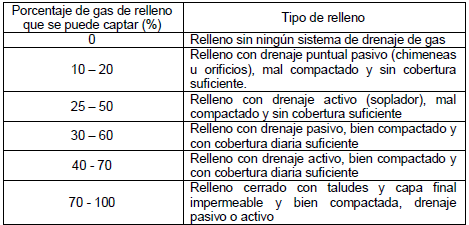 Porcentaje de gas de relleno
que se puede captar (%)
Tipo de relleno
0
Relleno sin ningún sistema de drenaje de gas
10 – 20
Relleno con drenaje puntual pasivo (chimeneas
u orificios), mal compactado y sin cobertura
suficiente.
25 – 50
Relleno con drenaje activo (soplador), mal
compactado y sin cobertura suficiente
30 – 60
Relleno con drenaje pasivo, bien compactado y
con cobertura diaria suficiente
40 - 70
Relleno con drenaje activo, bien compactado y
con cobertura diaria suficiente
70 - 100
Relleno cerrado con taludes y capa final
impermeable y bien compactada, drenaje
pasivo o activo